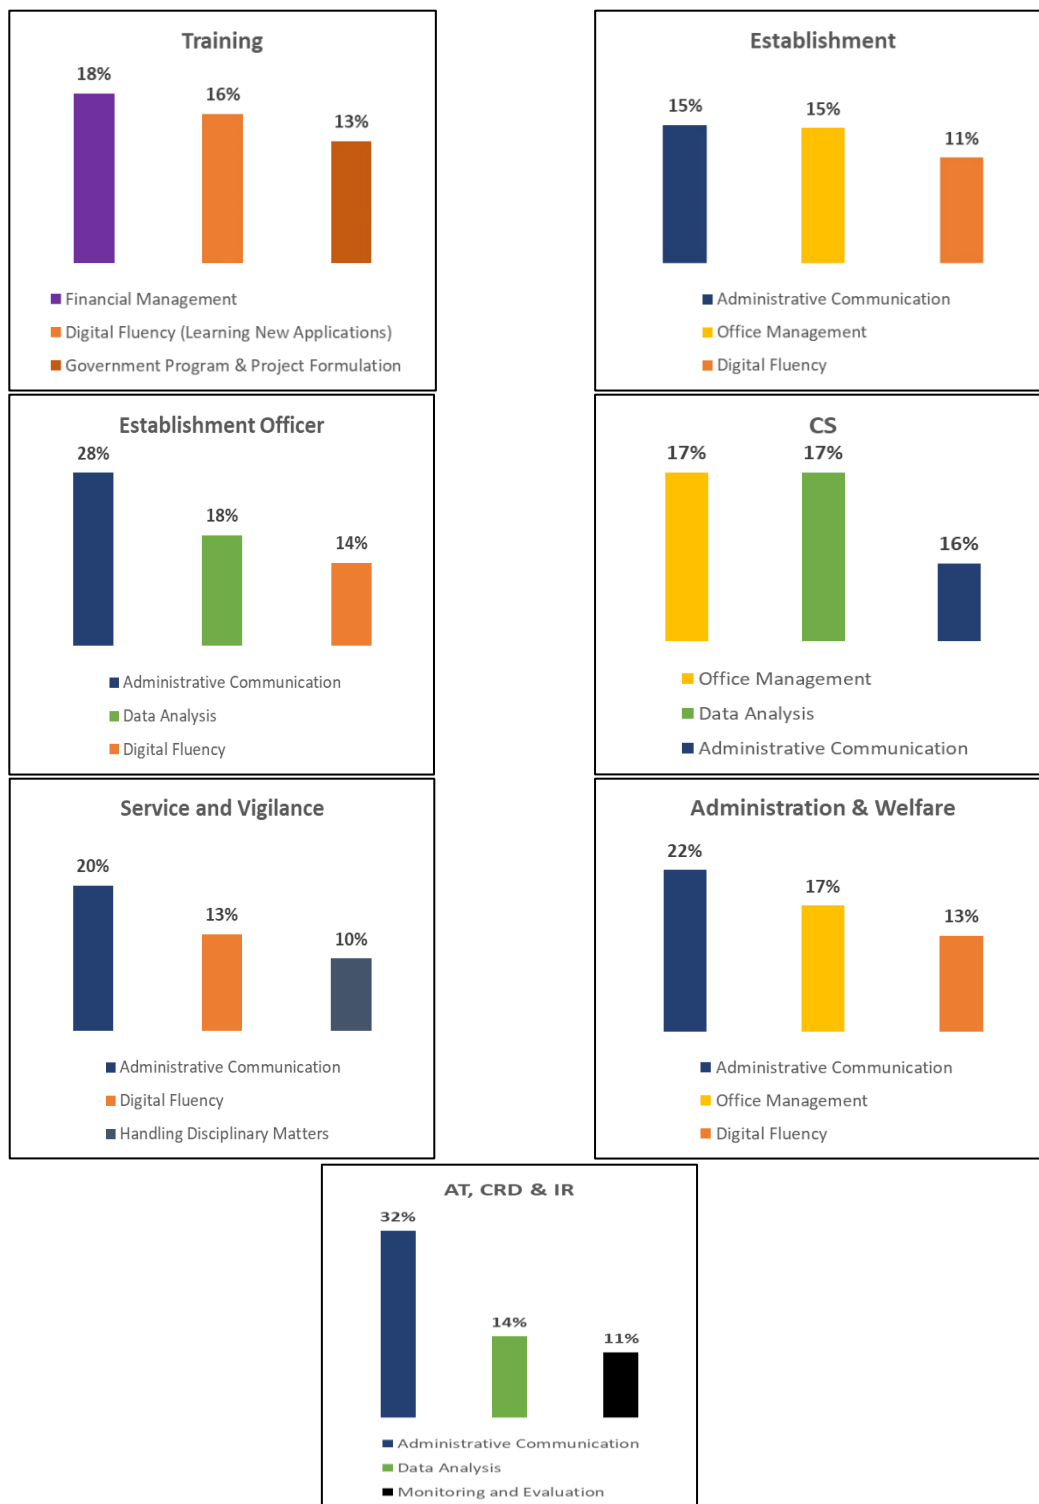 Training
18%
16%
13%
Financial Management
Digital Fluency (Learning New Applications)
Government Program & Project Formulation
Establishment
15%
15%
11%
Administrative Communication
Office Management
Digital Fluency
Establishment Officer
28%
18%
14%
Administrative Communication
Data Analysis
Digital Fluency
CS
17%
17%
16%
Office Management
Data Analysis
Administrative Communication
Service and Vigilance
20%
13%
10%
Administrative Communication
Digital Fluency
Handling Disciplinary Matters
Administration & Welfare
22%
17%
13%
Administrative Communication
Office Management
Digital Fluency
AT, CRD & IR
32%
14%
11%
Administrative Communication
Data Analysis
Monitoring and Evaluation